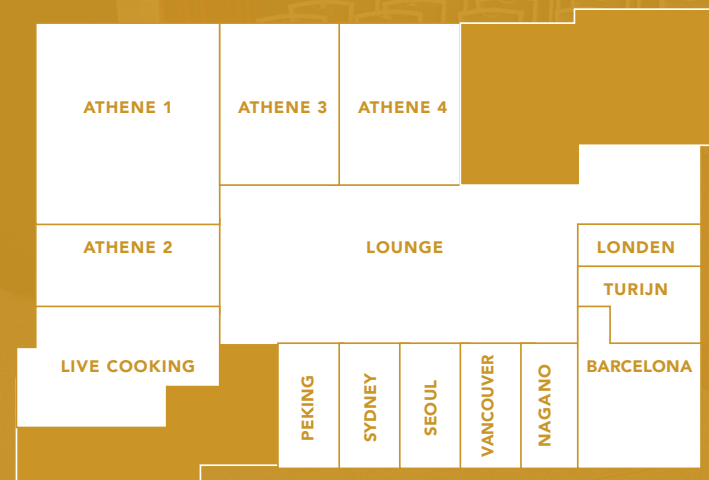 ATHENE 1
ATHENE 3
ATHENE 4
ATHENE 2
LOUNGE
LONDEN
TURIJN
LIVE COOKING
PEKING
SYDNEY
SEOUL
VANCOUVER
NAGANO
BARCELONA